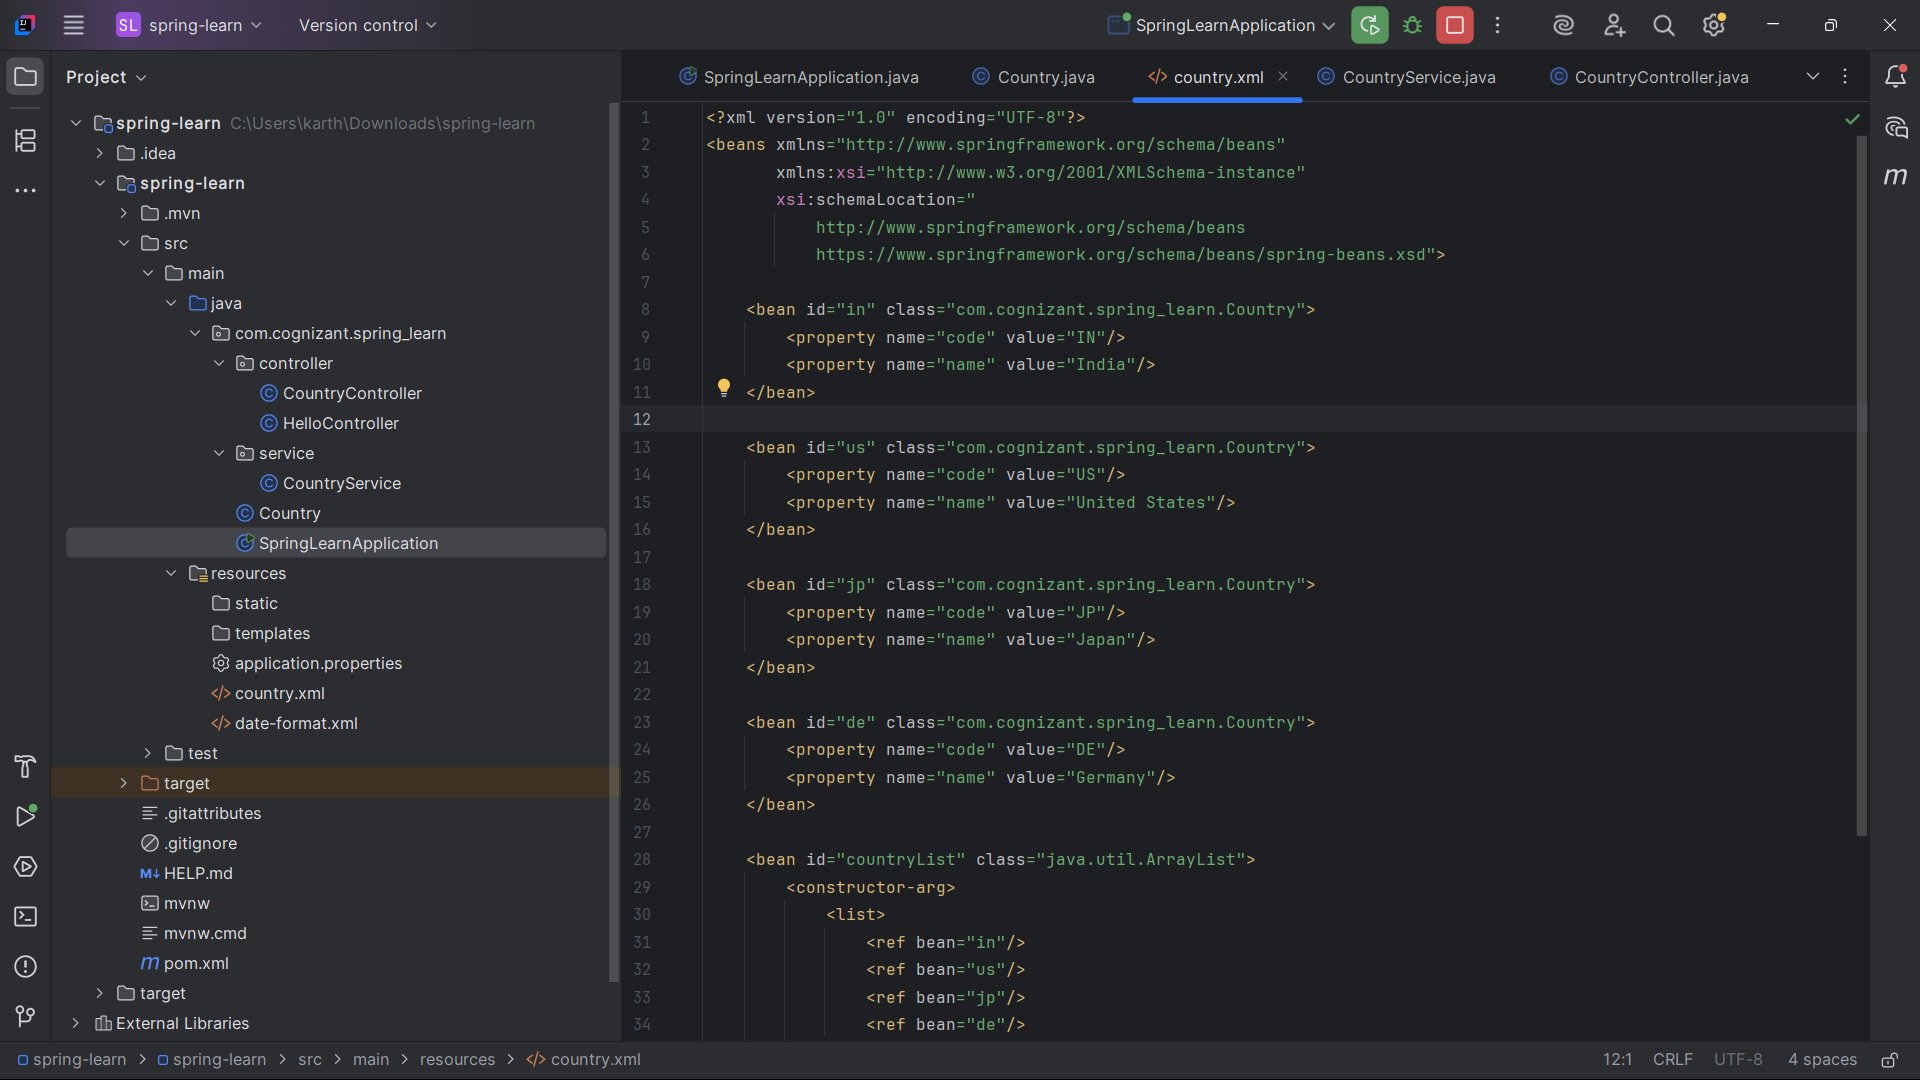 SL spring-learn Version control SpringLearnApplication
Project
spring-learn C:\Users\karth\Downloads\spring-learn
.idea
spring-learn
.mvn
src
main
java
com.cognizant.spring_learn
controller
CountryController
HelloController
service
CountryService
Country
SpringLearnApplication
resources
static
templates
application.properties
country.xml
date-format.xml
test
target
.gitattributes
.gitignore
HELP.md
mvnw
mvnw.cmd
pom.xml
target
External Libraries
SpringLearnApplication.java Country.java country.xml CountryService.java CountryController.java
1 <?xml version="1.0" encoding="UTF-8"?>
2 <beans xmlns="http://www.springframework.org/schema/beans"
3 xmlns:xsi="http://www.w3.org/2001/XMLSchema-instance"
4 xsi:schemaLocation="
5 http://www.springframework.org/schema/beans
6 https://www.springframework.org/schema/beans/spring-beans.xsd">
7
8 <bean id="in" class="com.cognizant.spring_learn.Country">
9 <property name="code" value="IN"/>
10 <property name="name" value="India"/>
11 </bean>
12
13 <bean id="us" class="com.cognizant.spring_learn.Country">
14 <property name="code" value="US"/>
15 <property name="name" value="United States"/>
16 </bean>
17
18 <bean id="jp" class="com.cognizant.spring_learn.Country">
19 <property name="code" value="JP"/>
20 <property name="name" value="Japan"/>
21 </bean>
22
23 <bean id="de" class="com.cognizant.spring_learn.Country">
24 <property name="code" value="DE"/>
25 <property name="name" value="Germany"/>
26 </bean>
27
28 <bean id="countryList" class="java.util.ArrayList">
29 <constructor-arg>
30 <list>
31 <ref bean="in"/>
32 <ref bean="us"/>
33 <ref bean="jp"/>
34 <ref bean="de"/>
spring-learn > spring-learn > src > main > resources > country.xml
12:1 CRLF UTF-8 4 spaces